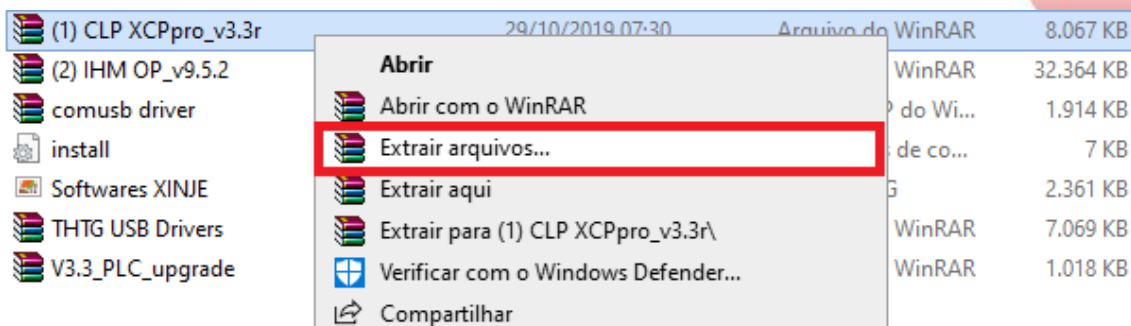 (1) CLP XCPpro_v3.3r 29/10/2019 07:30 Arquivo do WinRAR 8.067 KB
(2) IHM OP_v9.5.2 WinRAR 32.364 KB
comusb driver do Wi... 1.914 KB
install de co... 7 KB
Softwares XINJE 2.361 KB
THTG USB Drivers WinRAR 7.069 KB
V3.3_PLC_upgrade WinRAR 1.018 KB
Abrir
Abrir com o WinRAR
Extrair arquivos...
Extrair aqui
Extrair para (1) CLP XCPpro_v3.3r\
Verificar com o Windows Defender...
Compartilhar